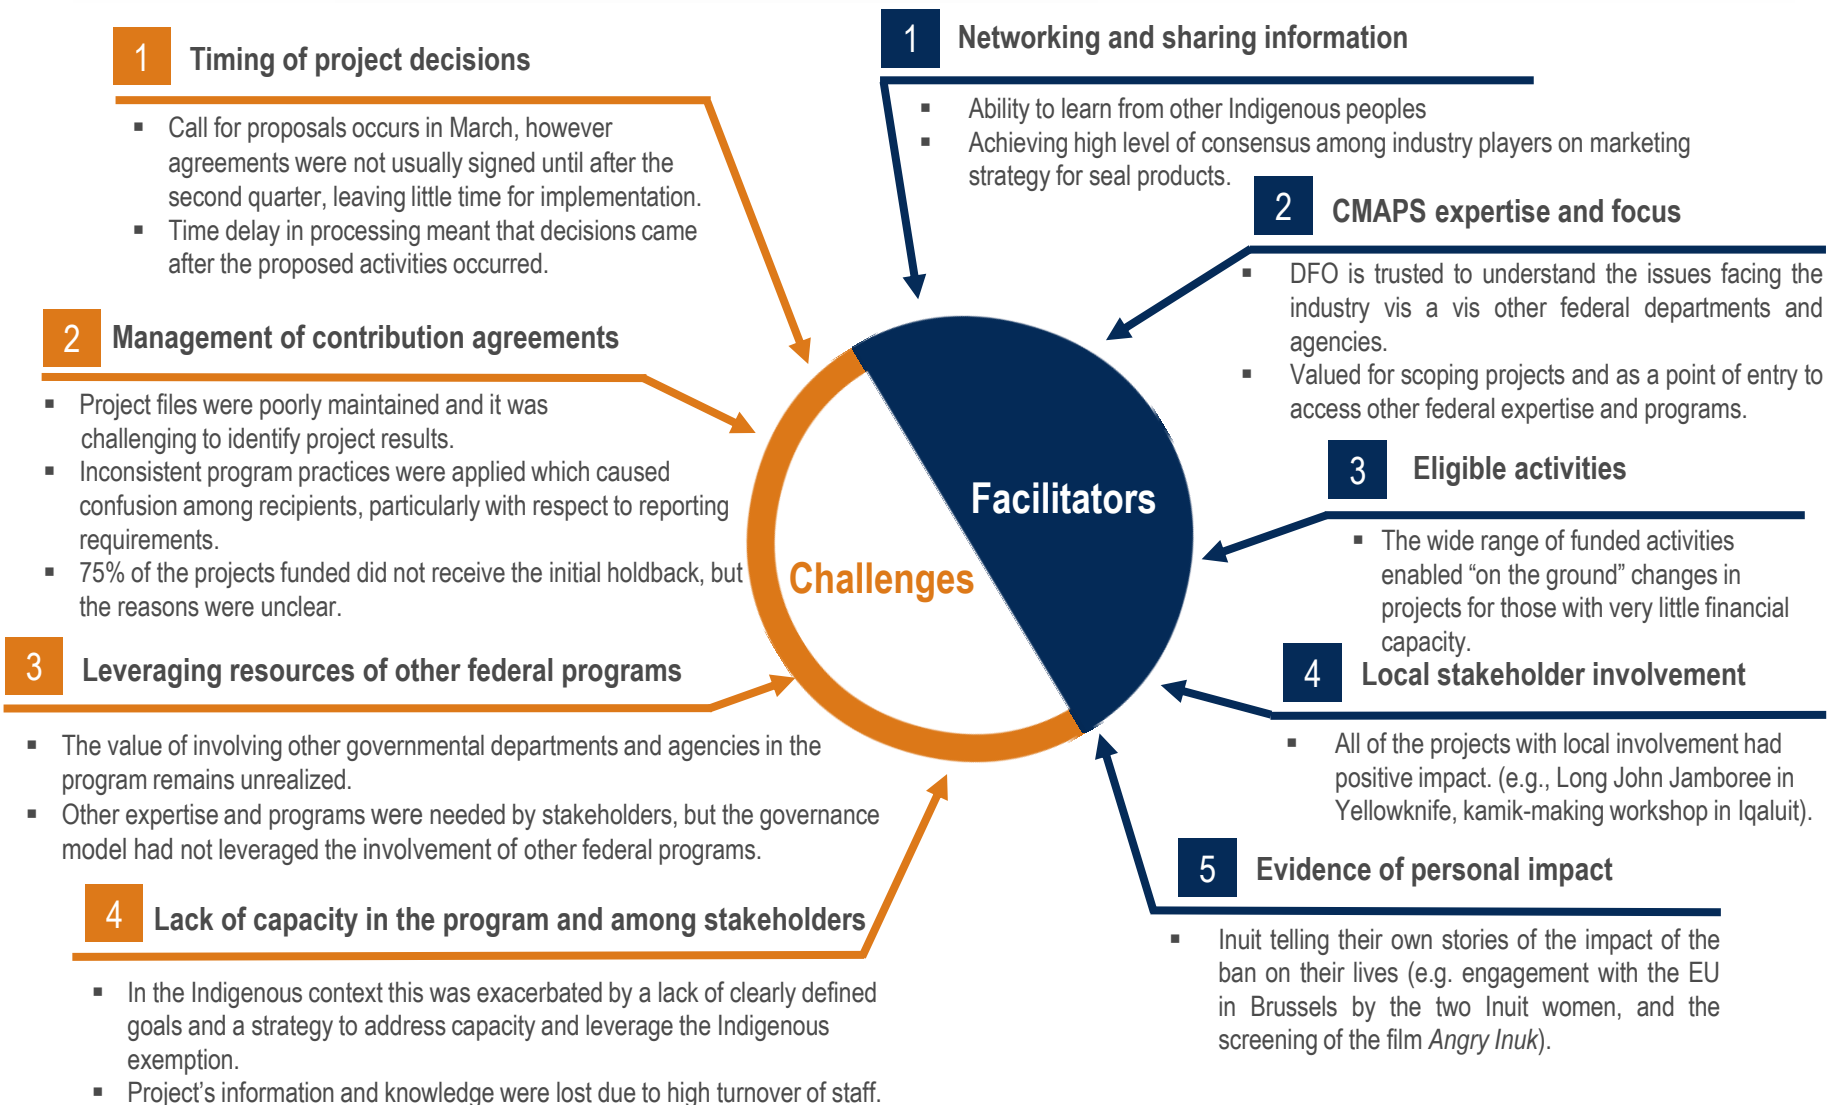 1 Timing of project decisions
▪ Call for proposals occurs in March, however
agreements were not usually signed until after the
second quarter, leaving little time for implementation.
▪ Time delay in processing meant that decisions came
after the proposed activities occurred.
2 Management of contribution agreements
▪ Project files were poorly maintained and it was
challenging to identify project results.
▪ Inconsistent program practices were applied which caused
confusion among recipients, particularly with respect to reporting
requirements.
▪ 75% of the projects funded did not receive the initial holdback, but
the reasons were unclear.
3 Leveraging resources of other federal programs
▪ The value of involving other governmental departments and agencies in the
program remains unrealized.
▪ Other expertise and programs were needed by stakeholders, but the governance
model had not leveraged the involvement of other federal programs.
4 Lack of capacity in the program and among stakeholders
▪ In the Indigenous context this was exacerbated by a lack of clearly defined
goals and a strategy to address capacity and leverage the Indigenous
exemption.
▪ Project's information and knowledge were lost due to high turnover of staff.
Challenges
Facilitators
1 Networking and sharing information
▪ Ability to learn from other Indigenous peoples
▪ Achieving high level of consensus among industry players on marketing
strategy for seal products.
2 CMAPS expertise and focus
▪ DFO is trusted to understand the issues facing the
industry vis a vis other federal departments and
agencies.
▪ Valued for scoping projects and as a point of entry to
access other federal expertise and programs.
3 Eligible activities
▪ The wide range of funded activities
enabled “on the ground” changes in
projects for those with very little financial
capacity.
4 Local stakeholder involvement
▪ All of the projects with local involvement had
positive impact. (e.g., Long John Jamboree in
Yellowknife, kamik-making workshop in Iqaluit).
5 Evidence of personal impact
▪ Inuit telling their own stories of the impact of the
ban on their lives (e.g. engagement with the EU
in Brussels by the two Inuit women, and the
screening of the film Angry Inuk).